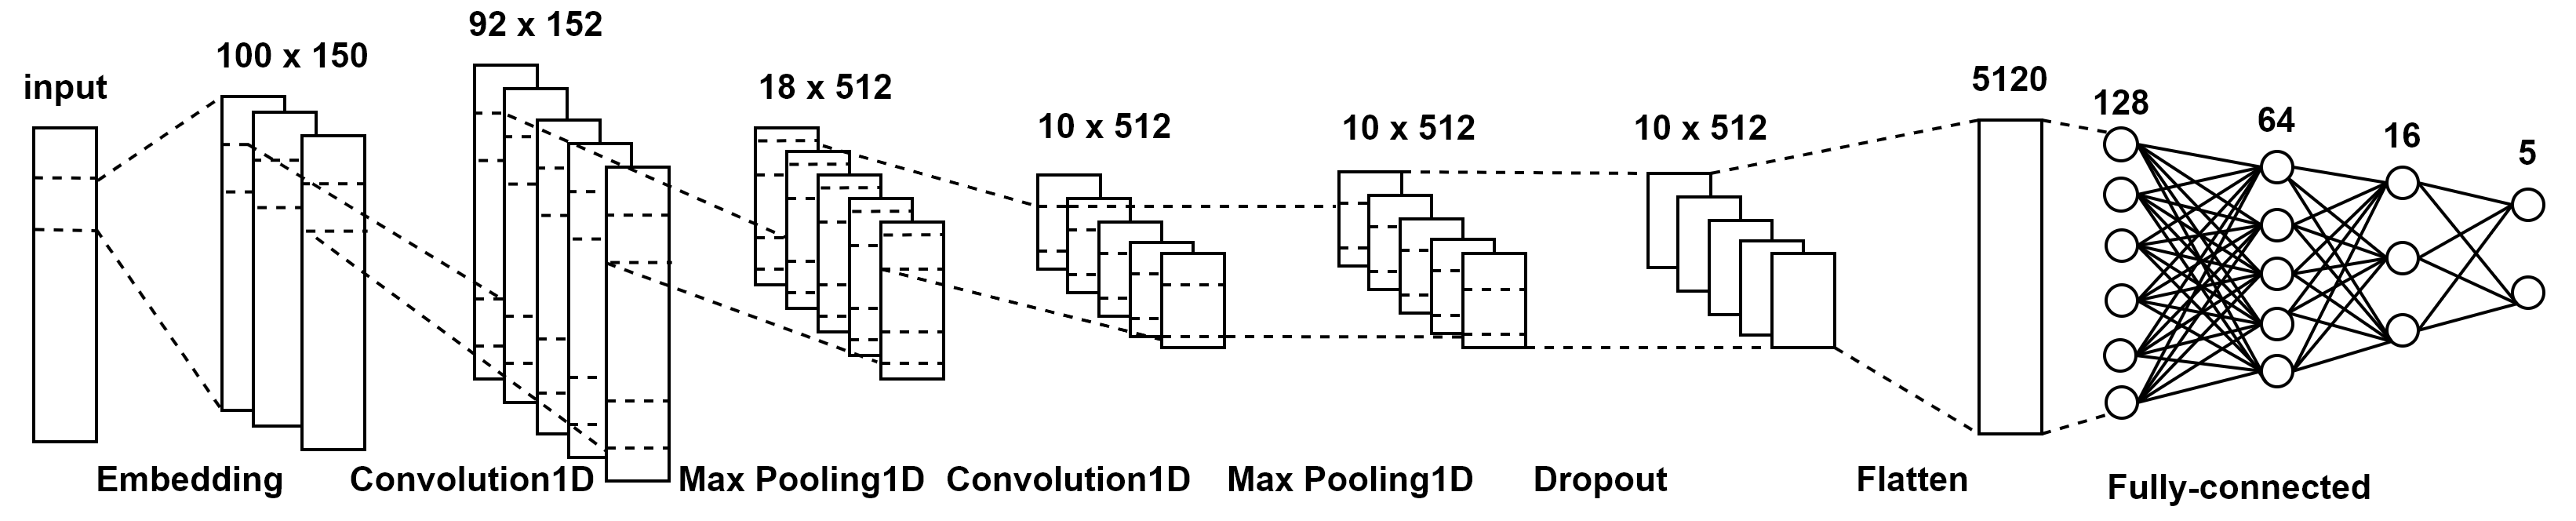 input
100 x 150
92 x 152
18 x 512
10 x 512
10 x 512
10 x 512
5120
128
64
16
5
Embedding
Convolution1D
Max Pooling1D
Convolution1D
Max Pooling1D
Dropout
Flatten
Fully-connected